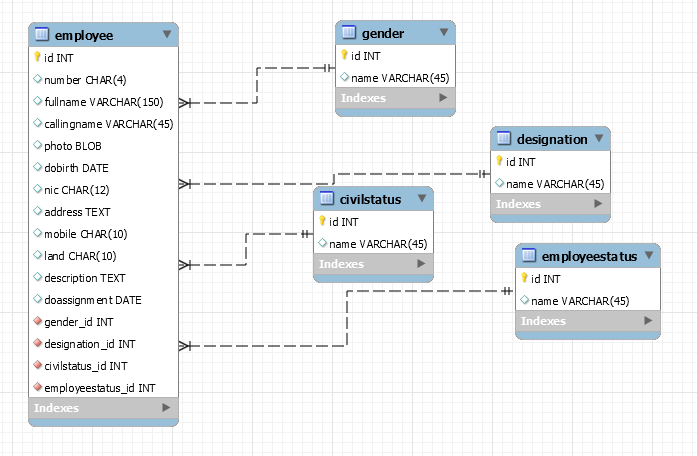 employee
id INT
number CHAR(4)
fullname VARCHAR(150)
callingname VARCHAR(45)
photo BLOB
dobirth DATE
nic CHAR(12)
address TEXT
mobile CHAR(10)
land CHAR(10)
description TEXT
doassignment DATE
gender_id INT
designation_id INT
civilstatus_id INT
employeestatus_id INT
Indexes
gender
id INT
name VARCHAR(45)
Indexes
designation
id INT
name VARCHAR(45)
Indexes
civilstatus
id INT
name VARCHAR(45)
Indexes
employeestatus
id INT
name VARCHAR(45)
Indexes